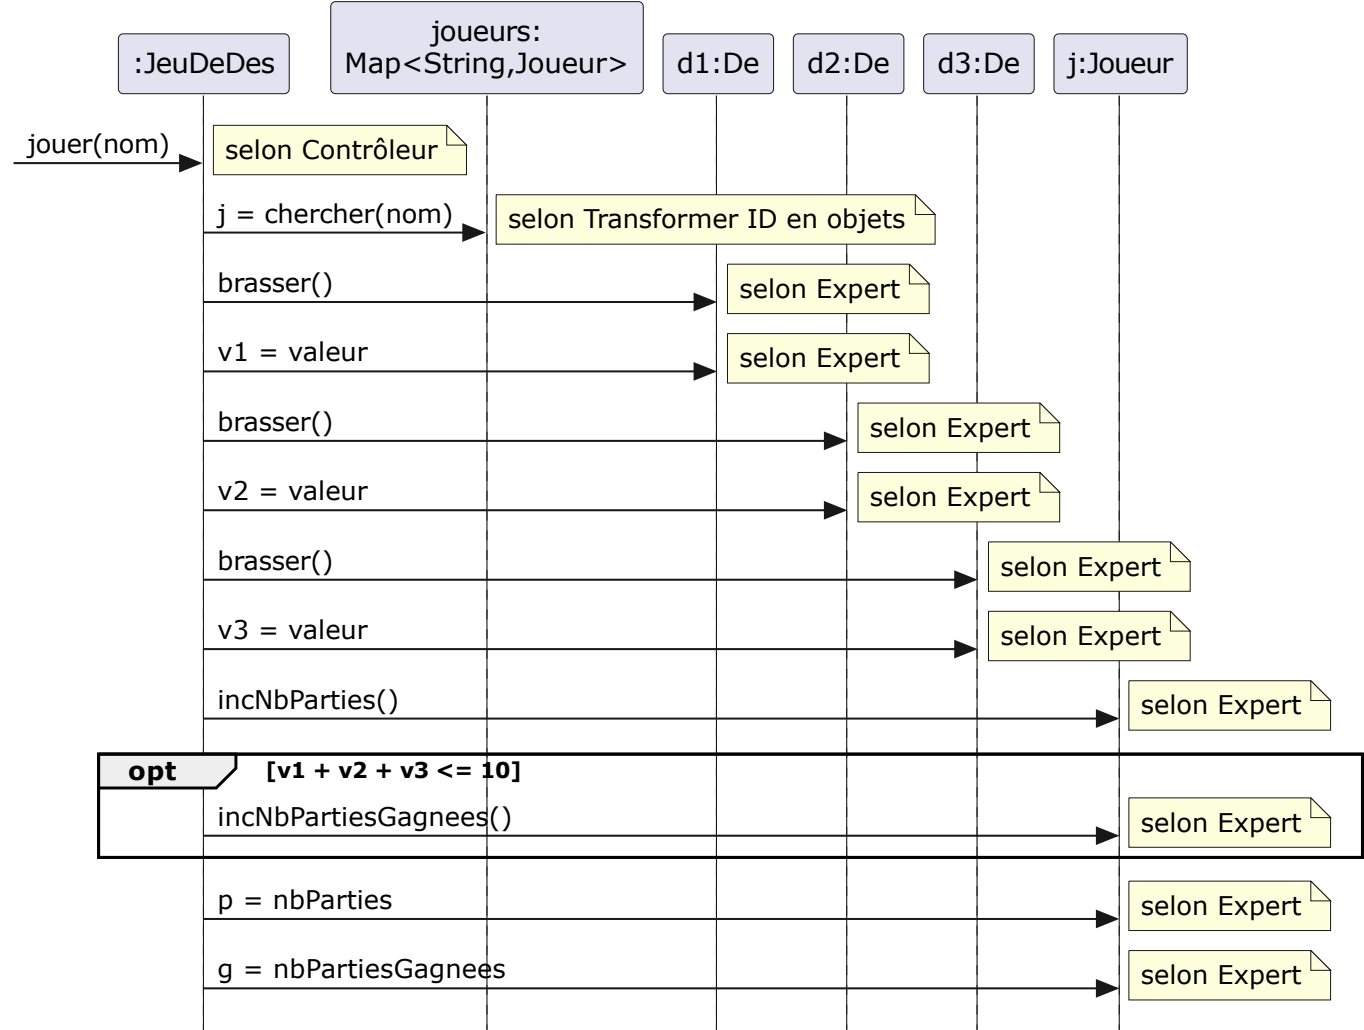 :JeuDeDes
joueurs:
Map<String,Joueur>
d1:De
d2:De
d3:De
j:Joueur
jouer(nom)
selon Contrôleur
j = chercher(nom)
selon Transformer ID en objets
brasser()
selon Expert
v1 = valeur
selon Expert
brasser()
selon Expert
v2 = valeur
selon Expert
brasser()
selon Expert
v3 = valeur
selon Expert
incNbParties()
selon Expert
opt
[v1 + v2 + v3 <= 10]
incNbPartiesGagnees()
selon Expert
p = nbParties
selon Expert
g = nbPartiesGagnees
selon Expert